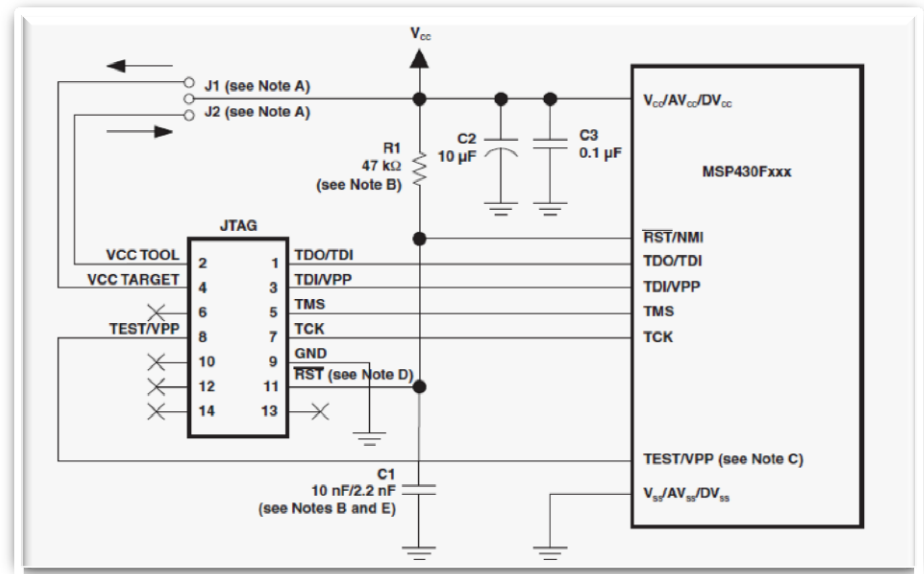 VCC
J1 (see Note A)
J2 (see Note A)
R1
47 kΩ
(see Note B)
C2
10 µF
C3
0.1 µF
VCC/AVCC/DVCC
MSP430Fxxx
JTAG
RST/NMI
VCC TOOL 2 1 TDO/TDI TDO/TDI
VCC TARGET 4 3 TDI/VPP TDI/VPP
6 5 TMS TMS
TEST/VPP 8 7 TCK TCK
10 9 GND
12 11 RST (see Note D)
14 13
TEST/VPP (see Note C)
C1
10 nF/2.2 nF
(see Notes B and E)
VSS/AVSS/DVSS